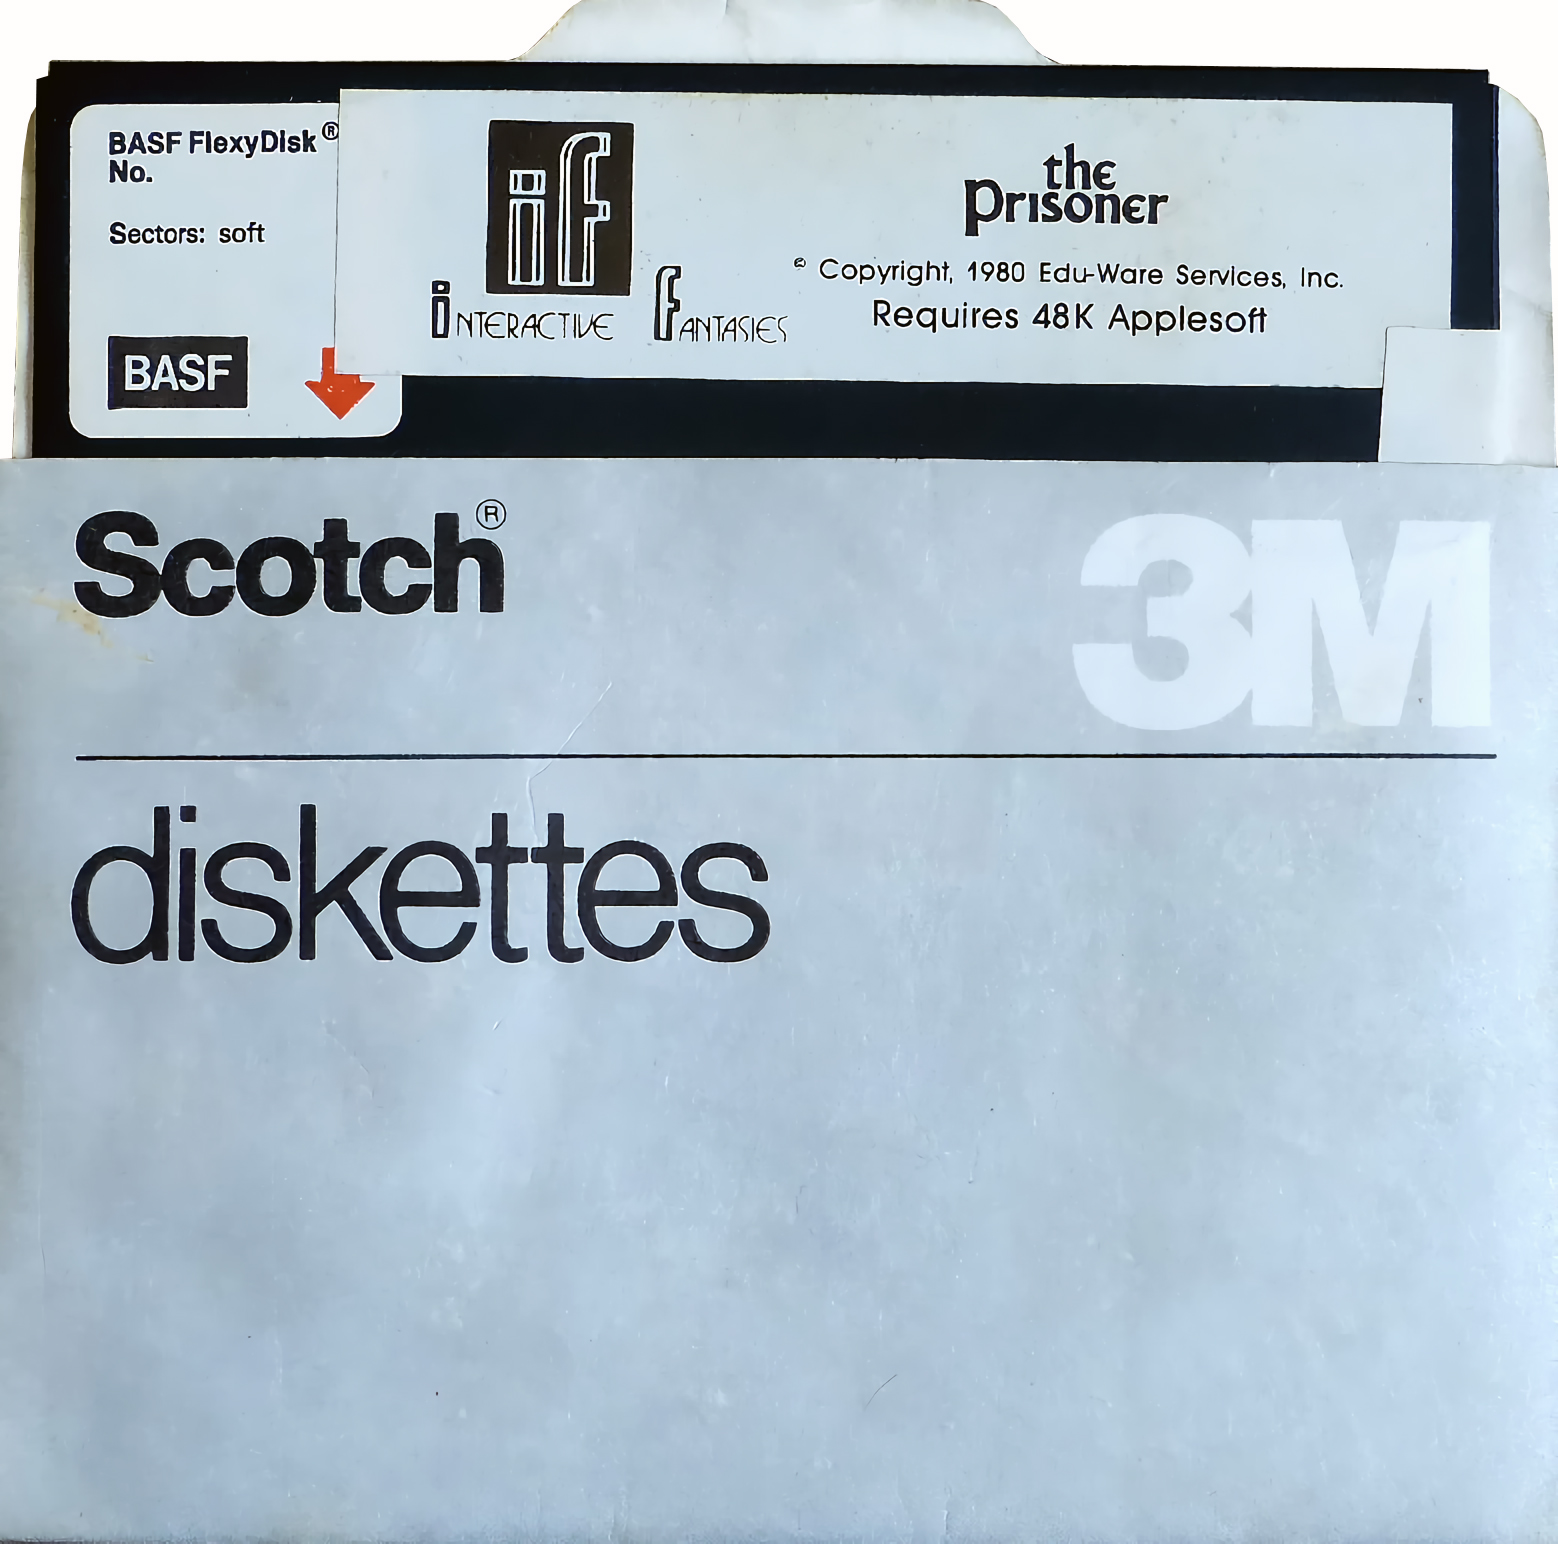 BASF FlexyDisk®
No.
Sectors: soft
BASF
if
INTERACTIVE FANTASIES
the
Prisoner
© Copyright, 1980 Edu-Ware Services, Inc.
Requires 48K Applesoft
Scotch®
3M
diskettes